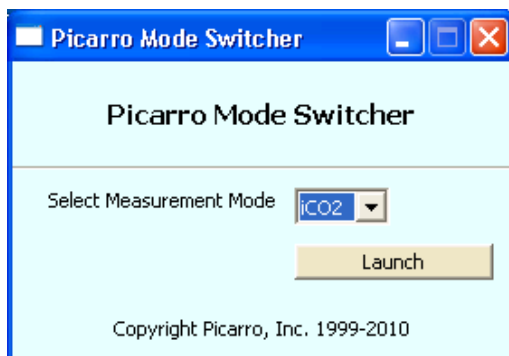 Picarro Mode Switcher
Picarro Mode Switcher
Select Measurement Mode iCO2
Launch
Copyright Picarro, Inc. 1999-2010